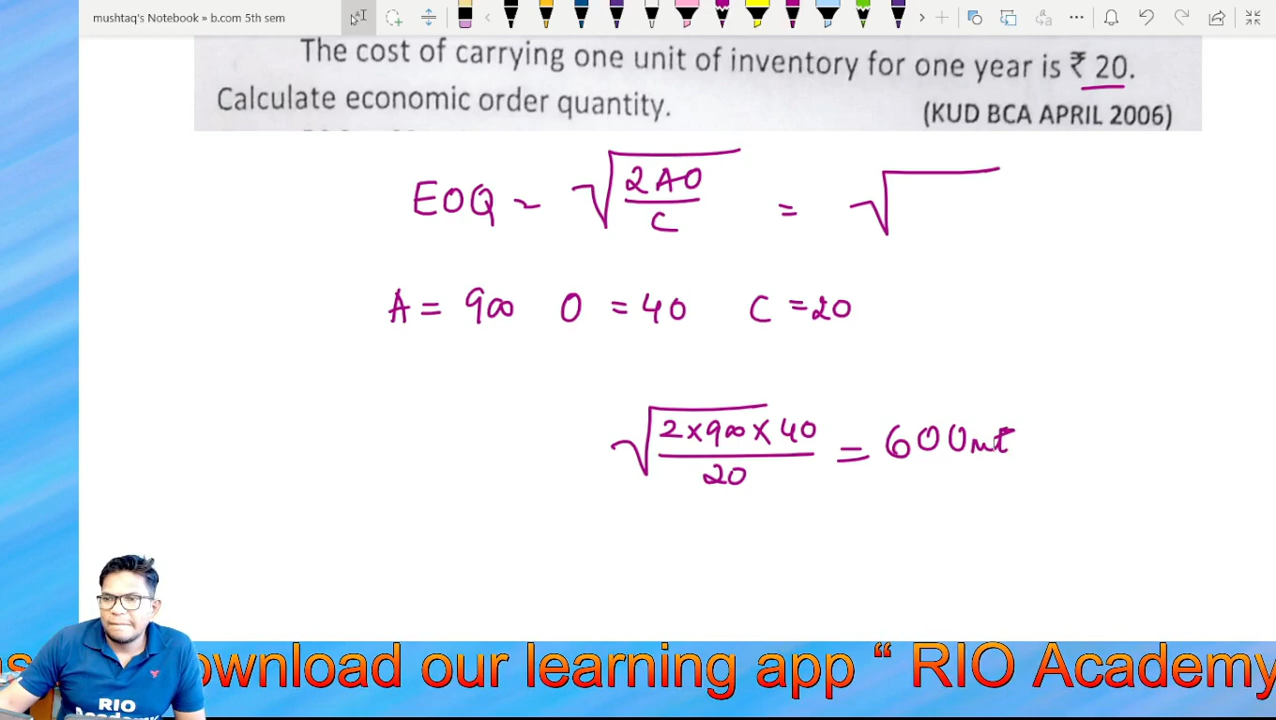 mushtaq's Notebook » b.com 5th sem
The cost of carrying one unit of inventory for one year is ₹ 20.
Calculate economic order quantity.
(KUD BCA APRIL 2006)
EOQ = √ 2AO / C = √
A = 900 O = 40 C = 20
√ 2 x 900 x 40 / 20 = 600
RIO
ownload our learning app “ RIO Academy